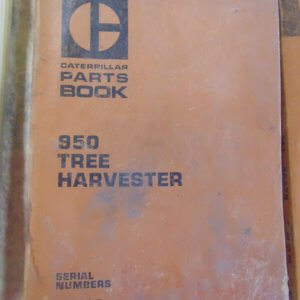 CATERPILLAR
PARTS
BOOK
950
TREE
HARVESTER
SERIAL
NUMBERS